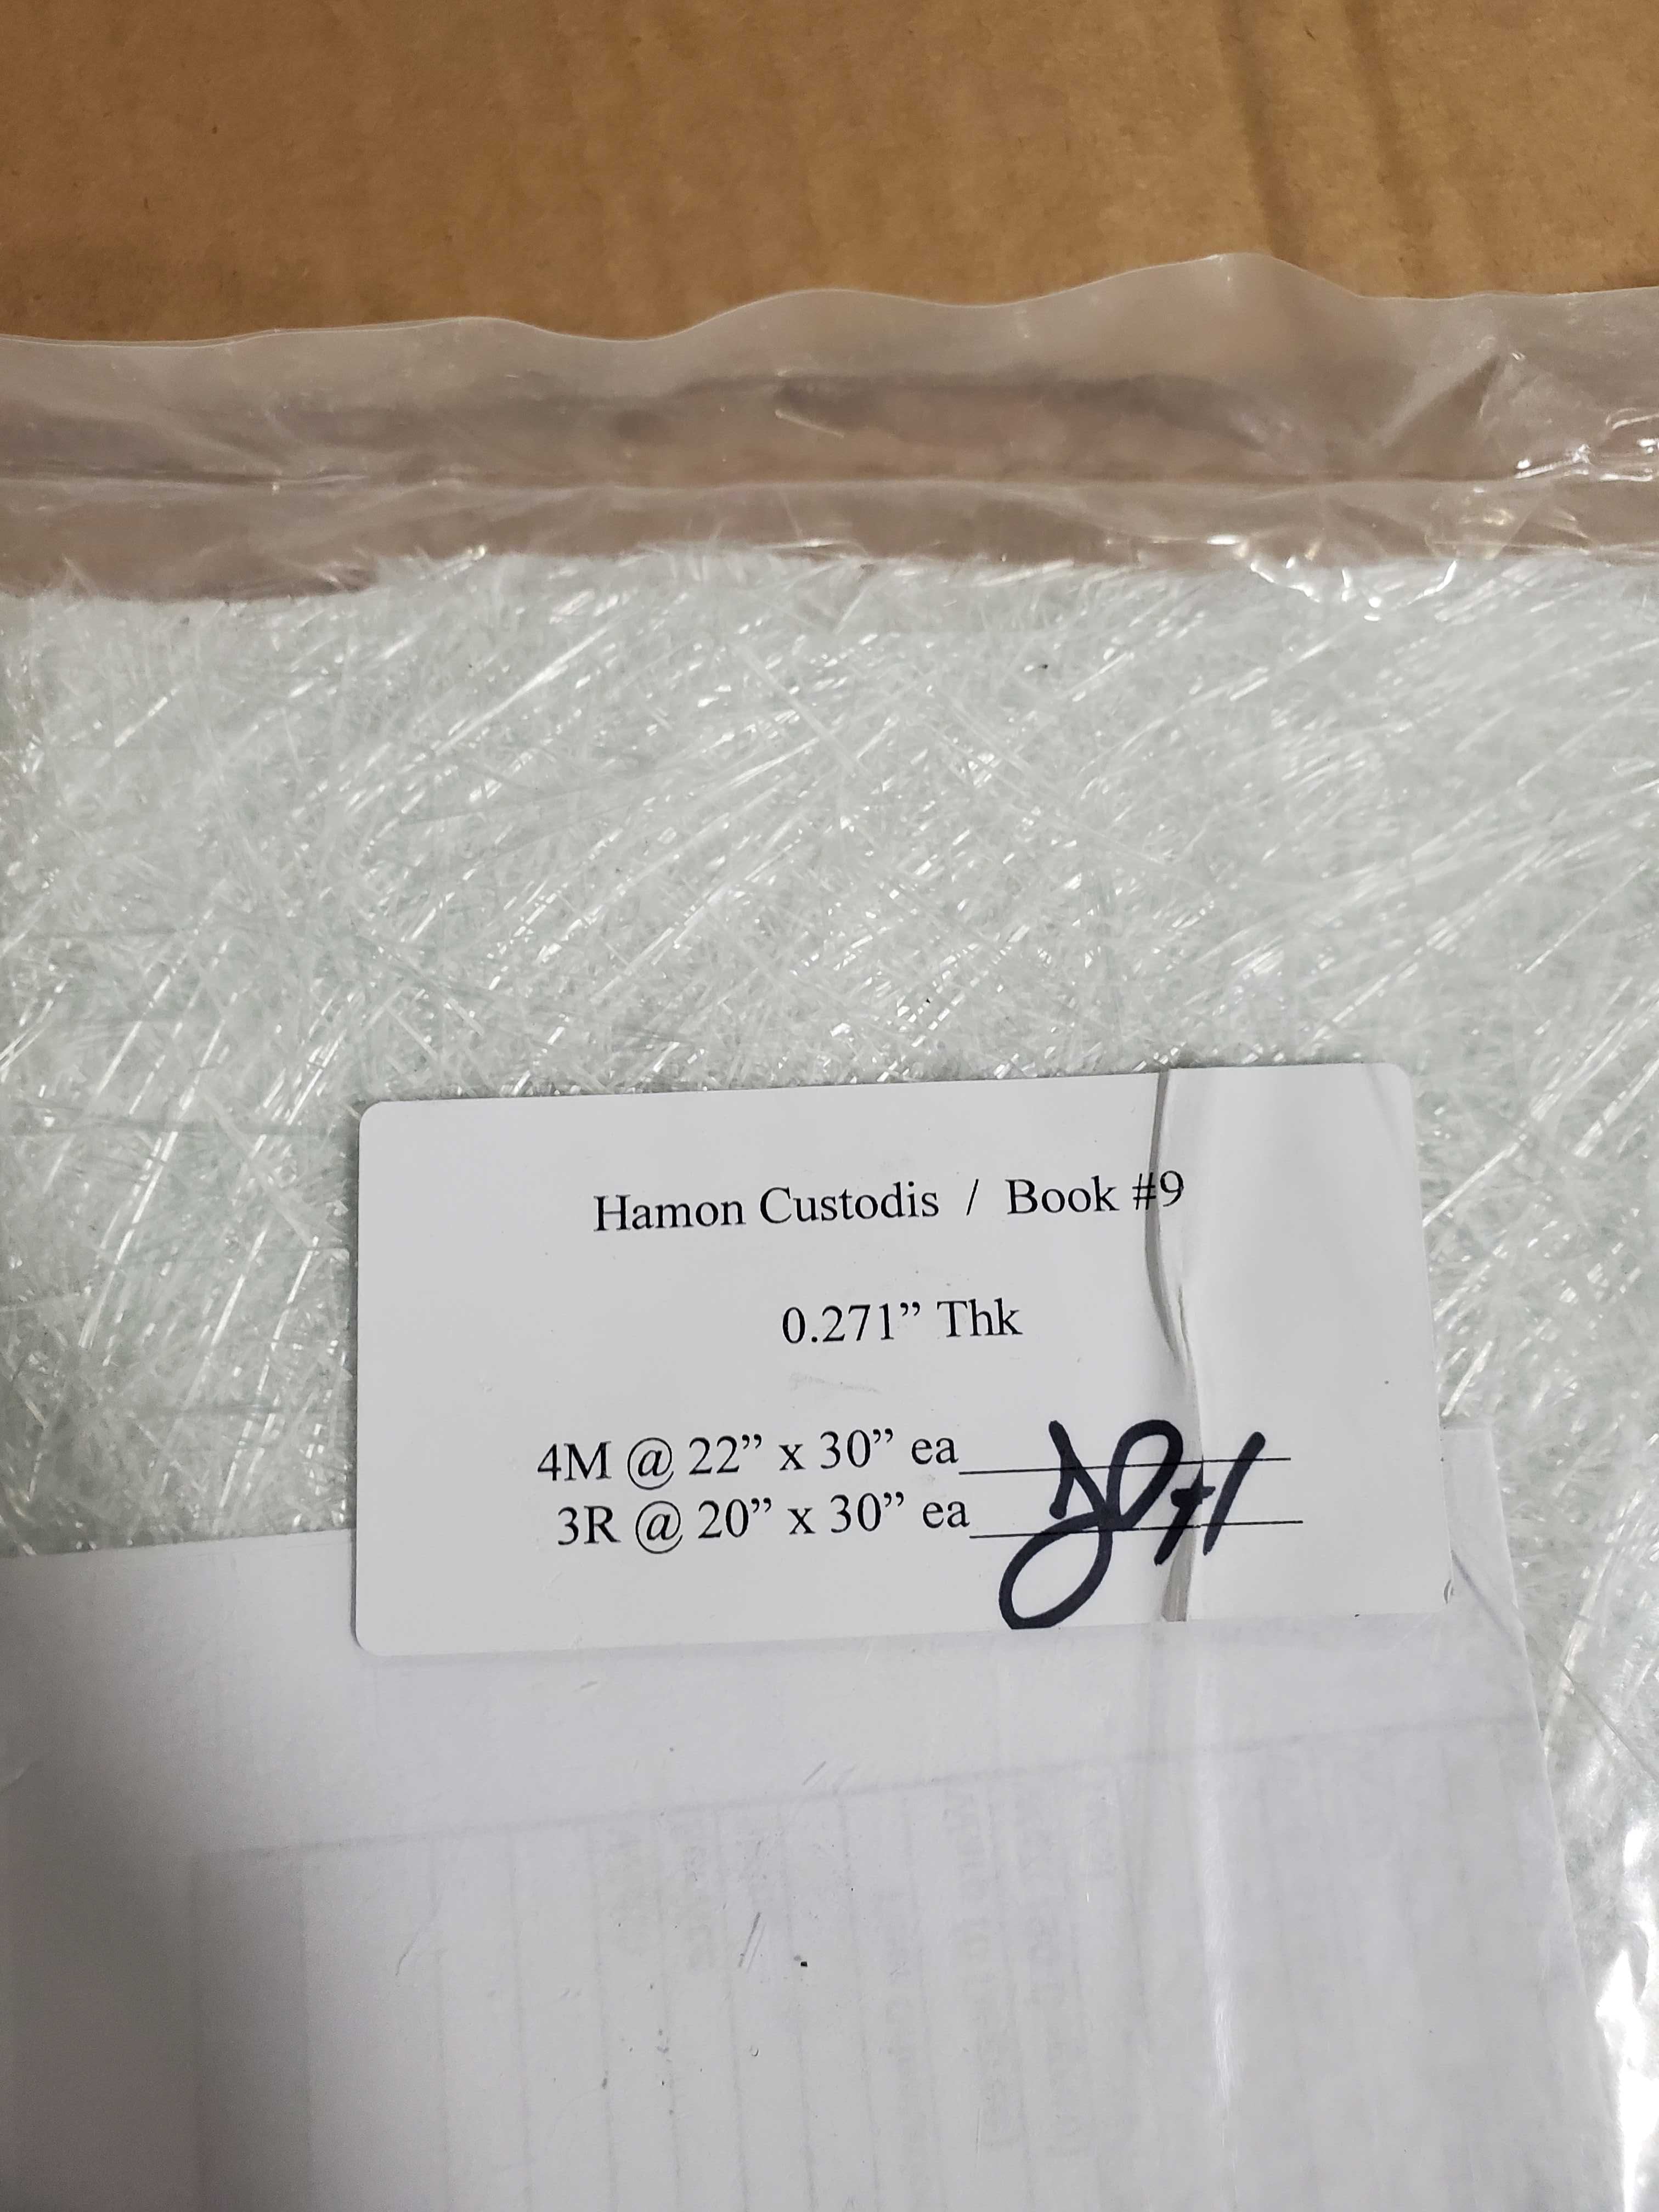 Hamon Custodis / Book #9
0.271” Thk
4M @ 22” x 30” ea
3R @ 20” x 30” ea